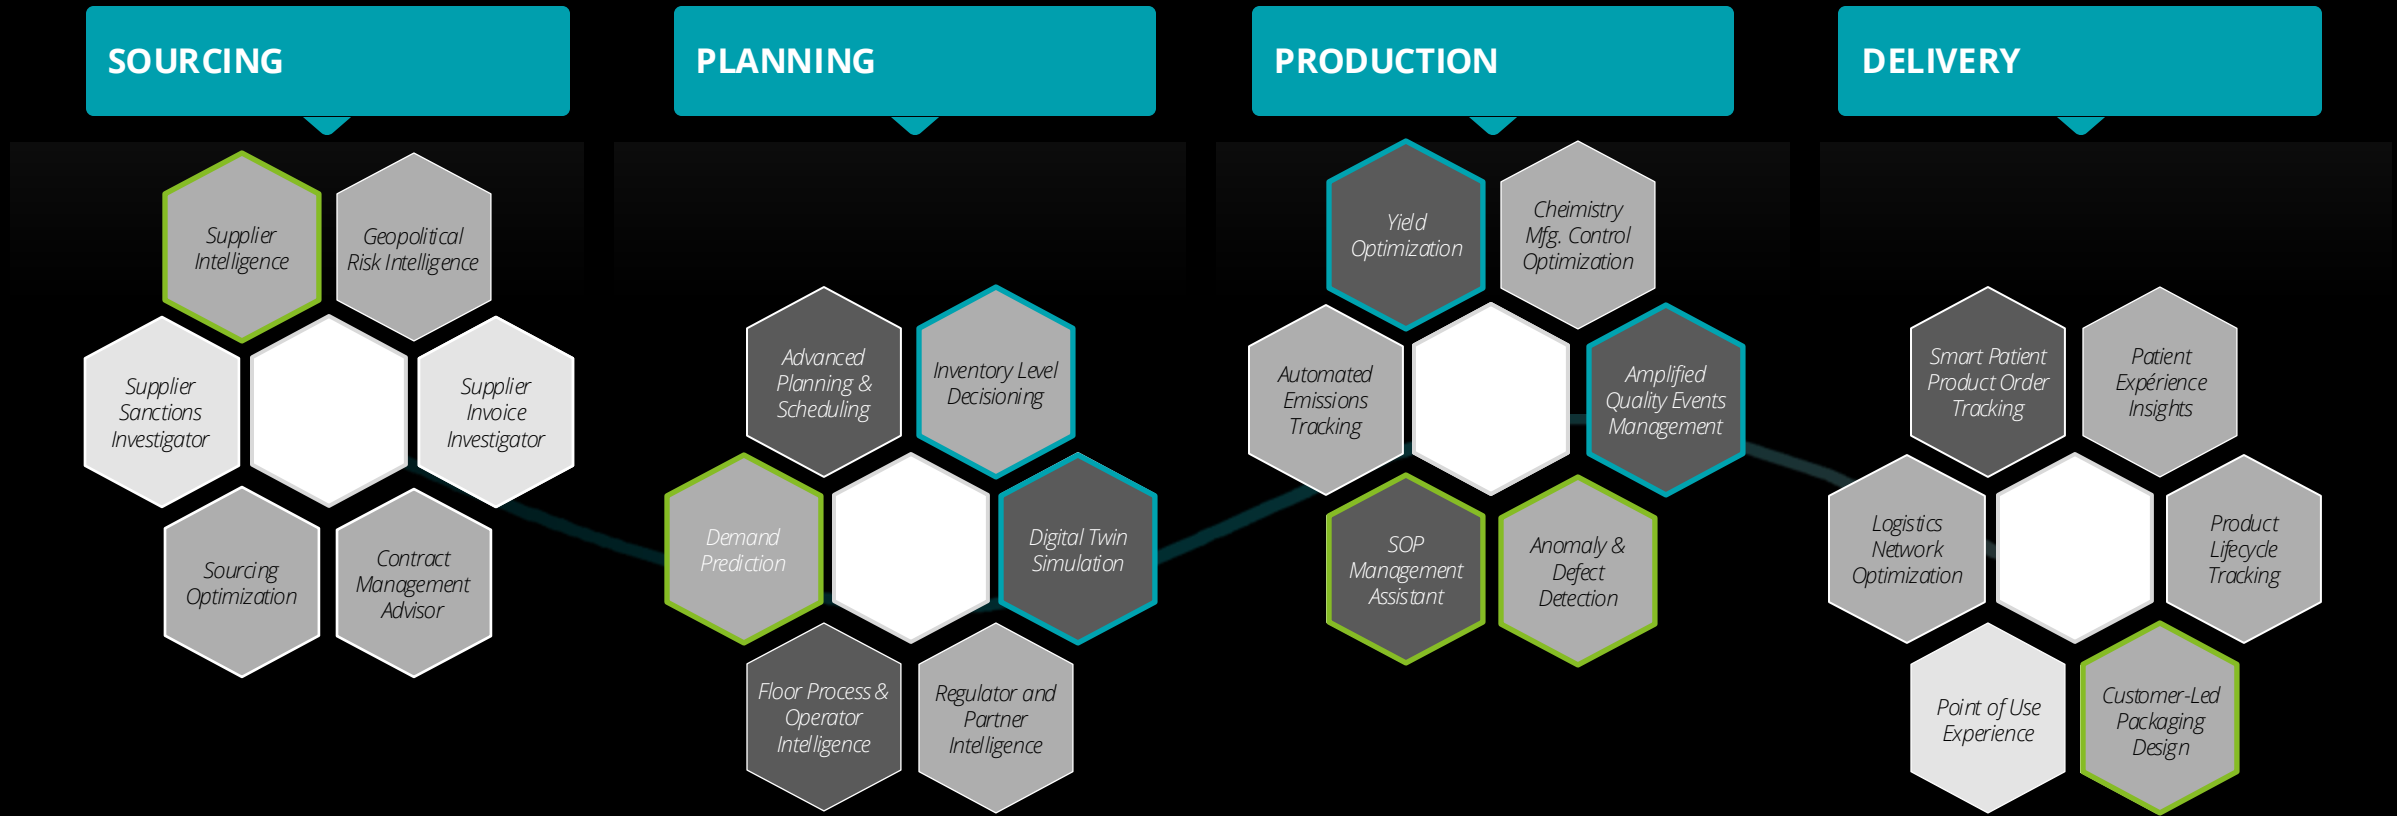 SOURCING
Supplier
Intelligence
Geopolitical
Risk Intelligence
Supplier
Sanctions
Investigator
Supplier
Invoice
Investigator
Sourcing
Optimization
Contract
Management
Advisor
PLANNING
Advanced
Planning &
Scheduling
Inventory Level
Decisioning
Demand
Prediction
Digital Twin
Simulation
Floor Process &
Operator
Intelligence
Regulator and
Partner
Intelligence
PRODUCTION
Yield
Optimization
Cheimistry
Mfg. Control
Optimization
Automated
Emissions
Tracking
Amplified
Quality Events
Management
SOP
Management
Assistant
Anomaly &
Defect
Detection
DELIVERY
Smart Patient
Product Order
Tracking
Patient
Expérience
Insights
Logistics
Network
Optimization
Product
Lifecycle
Tracking
Point of Use
Experience
Customer-Led
Packaging
Design